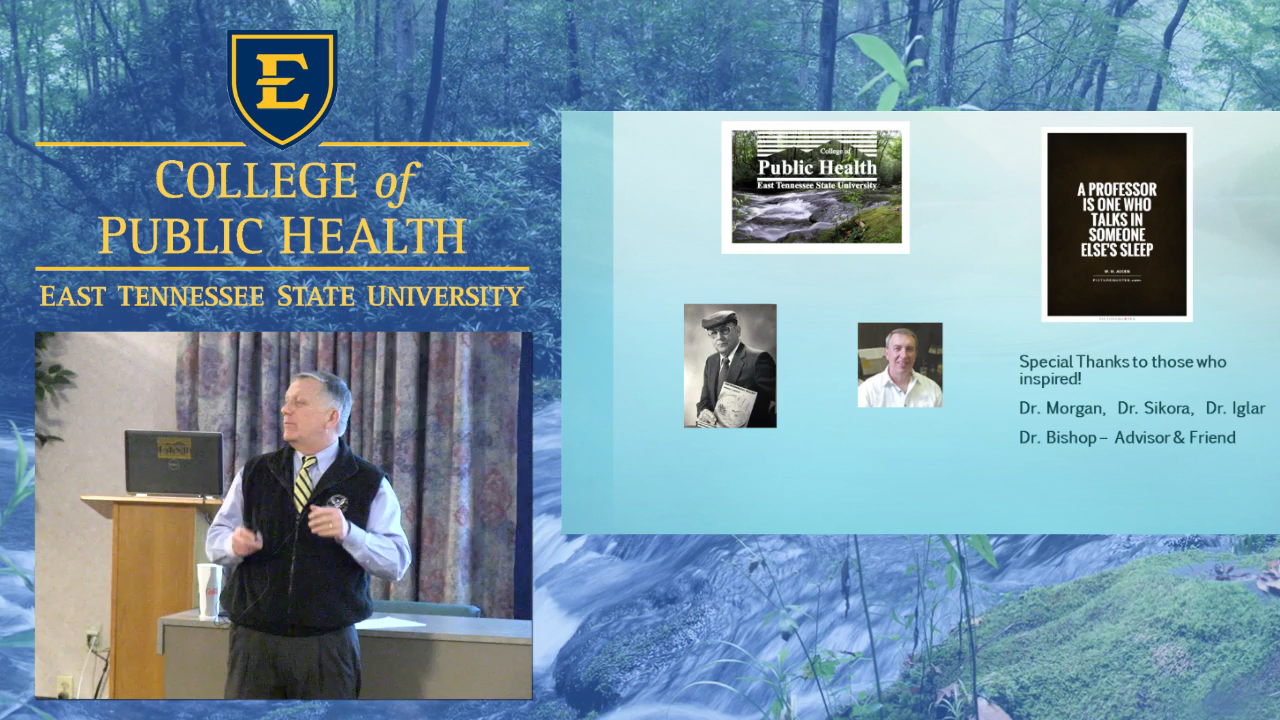 E
COLLEGE of
PUBLIC HEALTH
EAST TENNESSEE STATE UNIVERSITY
College of
Public Health
East Tennessee State University
A PROFESSOR
IS ONE WHO
TALKS IN
SOMEONE
ELSE'S SLEEP
W. H. AUDEN
Special Thanks to those who
inspired!
Dr. Morgan, Dr. Sikora, Dr. Iglar
Dr. Bishop – Advisor & Friend